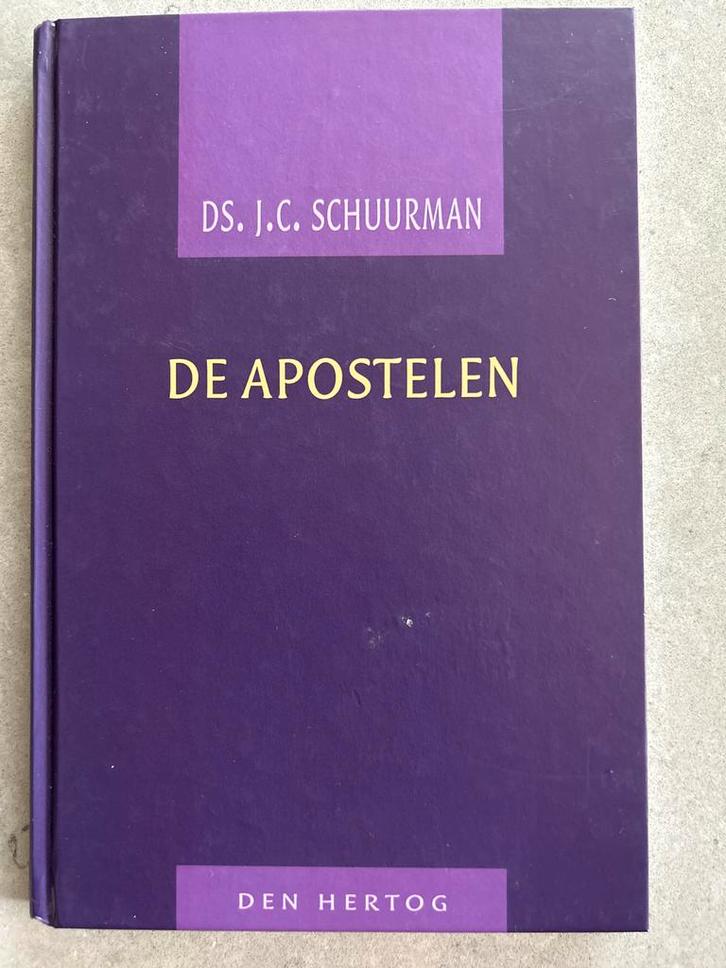 DS. J.C. SCHUURMAN
DE APOSTELEN
DEN HERTOG